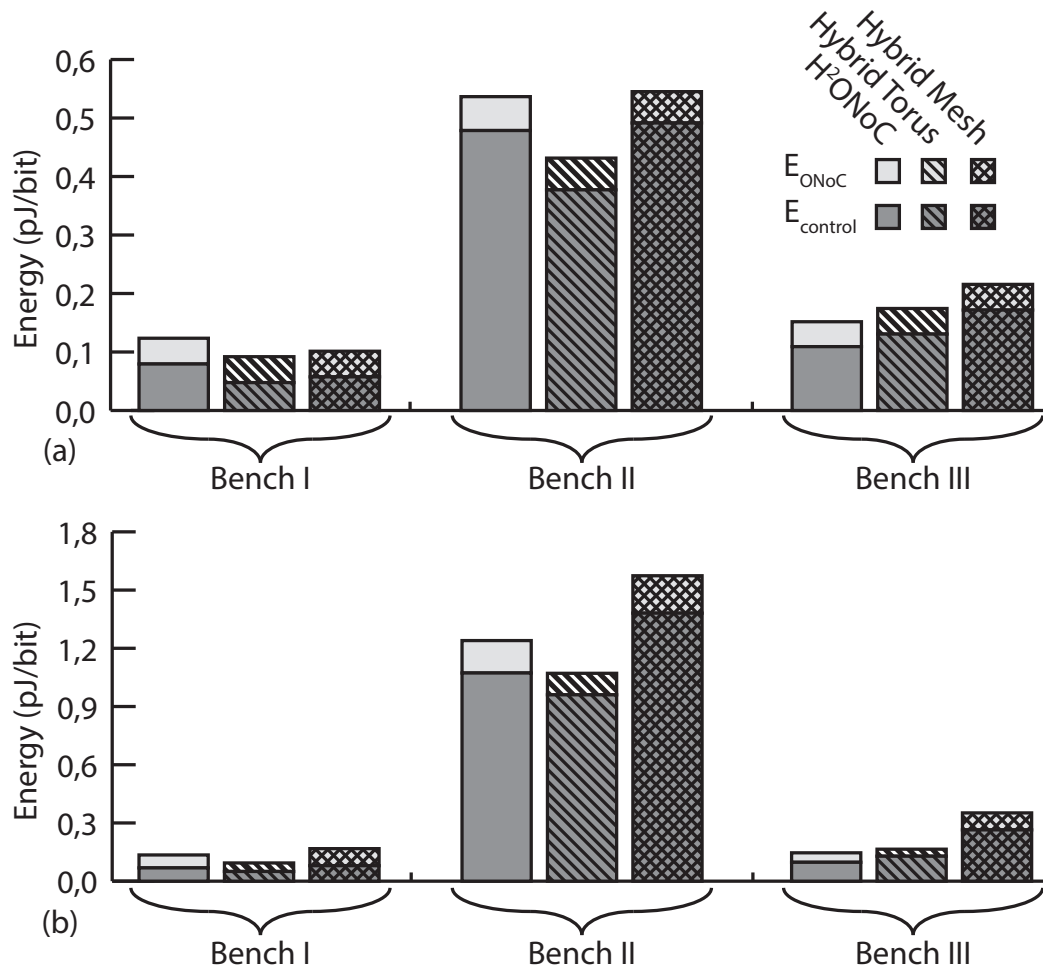 Hybrid Mesh
Hybrid Torus
H²ONoC
E_ONoC
E_control
Energy (pJ/bit)
0,6
0,5
0,4
0,3
0,2
0,1
0,0
(a)
Bench I
Bench II
Bench III
Energy (pJ/bit)
1,8
1,5
1,2
0,9
0,6
0,3
0,0
(b)
Bench I
Bench II
Bench III